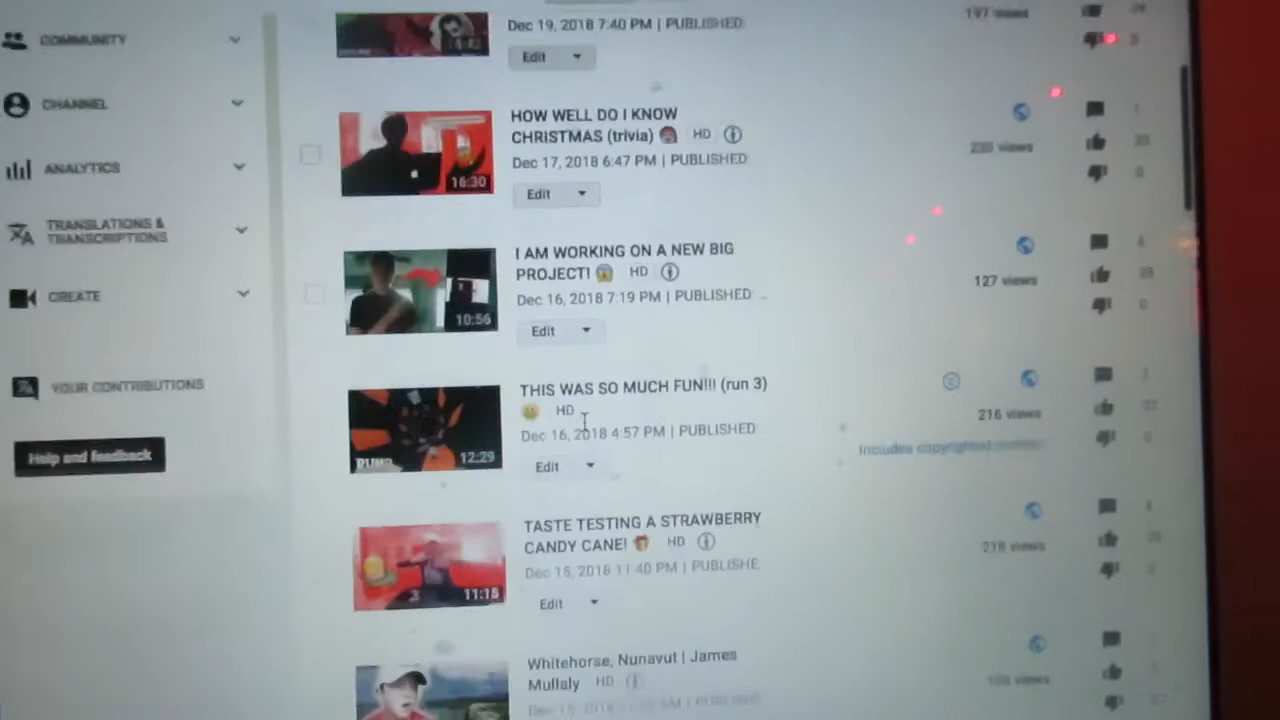 COMMUNITY
CHANNEL
ANALYTICS
TRANSLATIONS &
TRANSCRIPTIONS
CREATE
YOUR CONTRIBUTIONS
Help and feedback
Dec 19, 2018 7:40 PM | PUBLISHED
Edit
197 views
HOW WELL DO I KNOW
CHRISTMAS (trivia) HD
Dec 17, 2018 6:47 PM | PUBLISHED
Edit
16:30
views
I AM WORKING ON A NEW BIG
PROJECT! HD
Dec 16, 2018 7:19 PM | PUBLISHED
Edit
10:56
127 views
THIS WAS SO MUCH FUN!!! (run 3)
HD
Dec 16, 2018 4:57 PM | PUBLISHED
Edit
12:29
216 views
Includes copyrighted content
TASTE TESTING A STRAWBERRY
CANDY CANE! HD
Dec 15, 2018 11:40 PM | PUBLISHE
Edit
11:15
218 views
Whitehorse, Nunavut | James
Mullaly HD